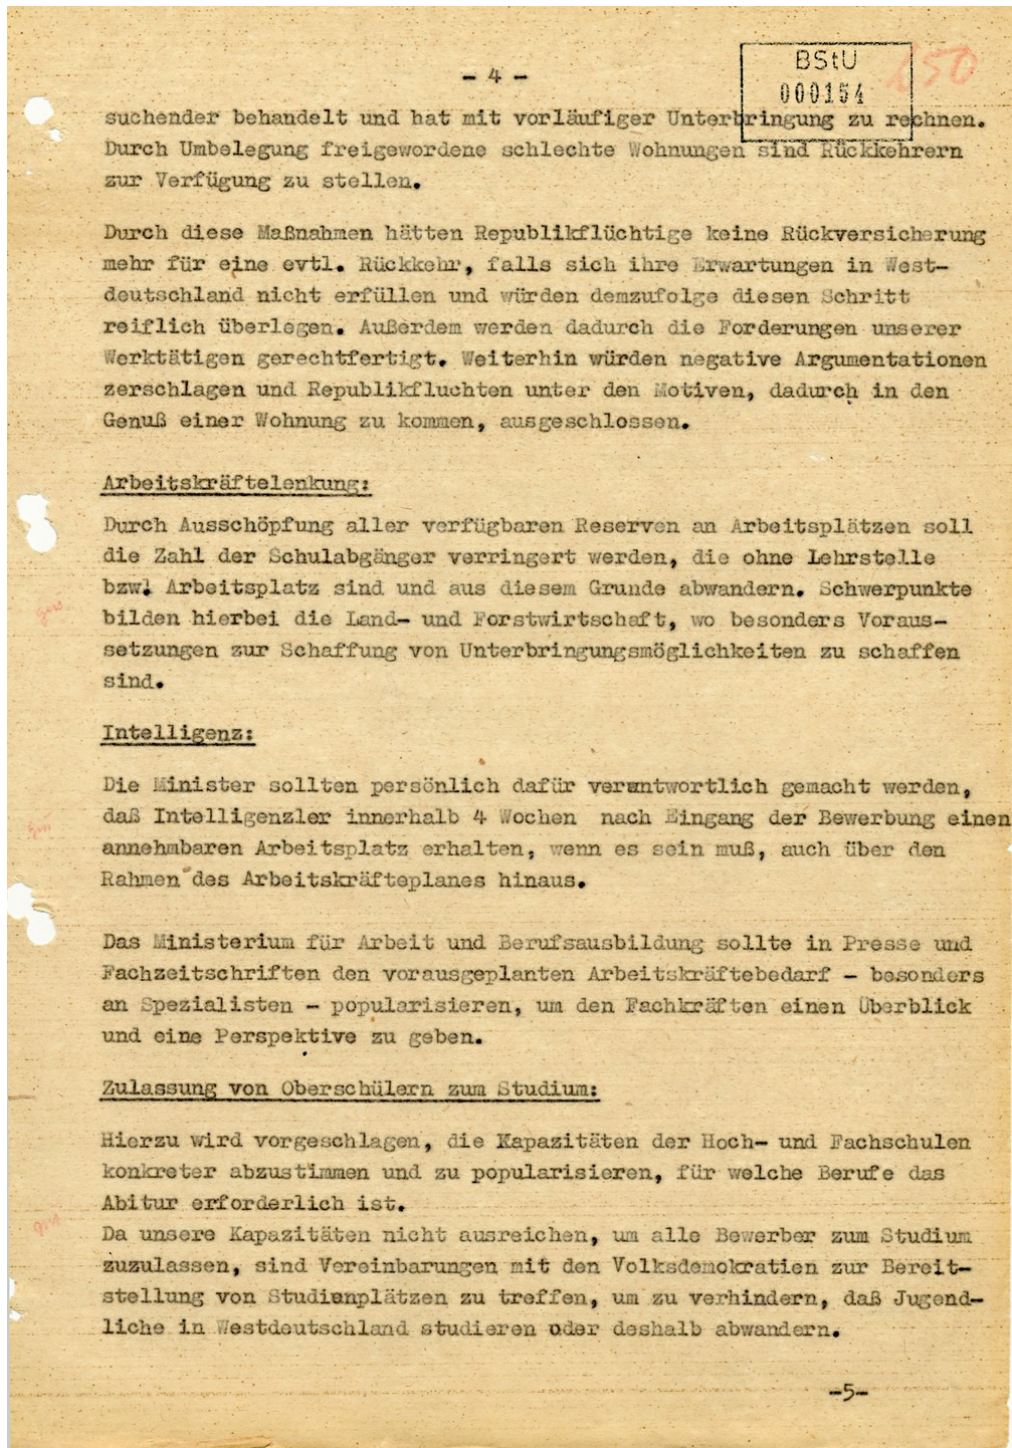 - 4 -
BStU
000154
150
suchender behandelt und hat mit vorläufiger Unterbringung zu rechnen.
Durch Umbelegung freigewordene schlechte Wohnungen sind Rückkehrern
zur Verfügung zu stellen.
Durch diese Maßnahmen hätten Republikflüchtige keine Rückversicherung
mehr für eine evtl. Rückkehr, falls sich ihre Erwartungen in West-
deutschland nicht erfüllen und würden demzufolge diesen Schritt
reiflich überlegen. Außerdem werden dadurch die Forderungen unserer
Werktätigen gerechtfertigt. Weiterhin würden negative Argumentationen
zerschlagen und Republikfluchten unter den Motiven, dadurch in den
Genuß einer Wohnung zu kommen, ausgeschlossen.
Arbeitskräftelenkung:
Durch Ausschöpfung aller verfügbaren Reserven an Arbeitsplätzen soll
die Zahl der Schulabgänger verringert werden, die ohne Lehrstelle
bzw. Arbeitsplatz sind und aus diesem Grunde abwandern. Schwerpunkte
bilden hierbei die Land- und Forstwirtschaft, wo besonders Voraus-
setzungen zur Schaffung von Unterbringungsmöglichkeiten zu schaffen
sind.
Intelligenz:
Die Minister sollten persönlich dafür verantwortlich gemacht werden,
daß Intelligenzler innerhalb 4 Wochen nach Eingang der Bewerbung einen
annehmbaren Arbeitsplatz erhalten, wenn es sein muß, auch über den
Rahmen des Arbeitskräfteplanes hinaus.
Das Ministerium für Arbeit und Berufsausbildung sollte in Presse und
Fachzeitschriften den vorausgeplanten Arbeitskräftebedarf - besonders
an Spezialisten - popularisieren, um den Fachkräften einen Überblick
und eine Perspektive zu geben.
Zulassung von Oberschülern zum Studium:
Hierzu wird vorgeschlagen, die Kapazitäten der Hoch- und Fachschulen
konkreter abzustimmen und zu popularisieren, für welche Berufe das
Abitur erforderlich ist.
Da unsere Kapazitäten nicht ausreichen, um alle Bewerber zum Studium
zuzulassen, sind Vereinbarungen mit den Volksdemokratien zur Bereit-
stellung von Studienplätzen zu treffen, um zu verhindern, daß Jugend-
liche in Westdeutschland studieren oder deshalb abwandern.
-5-